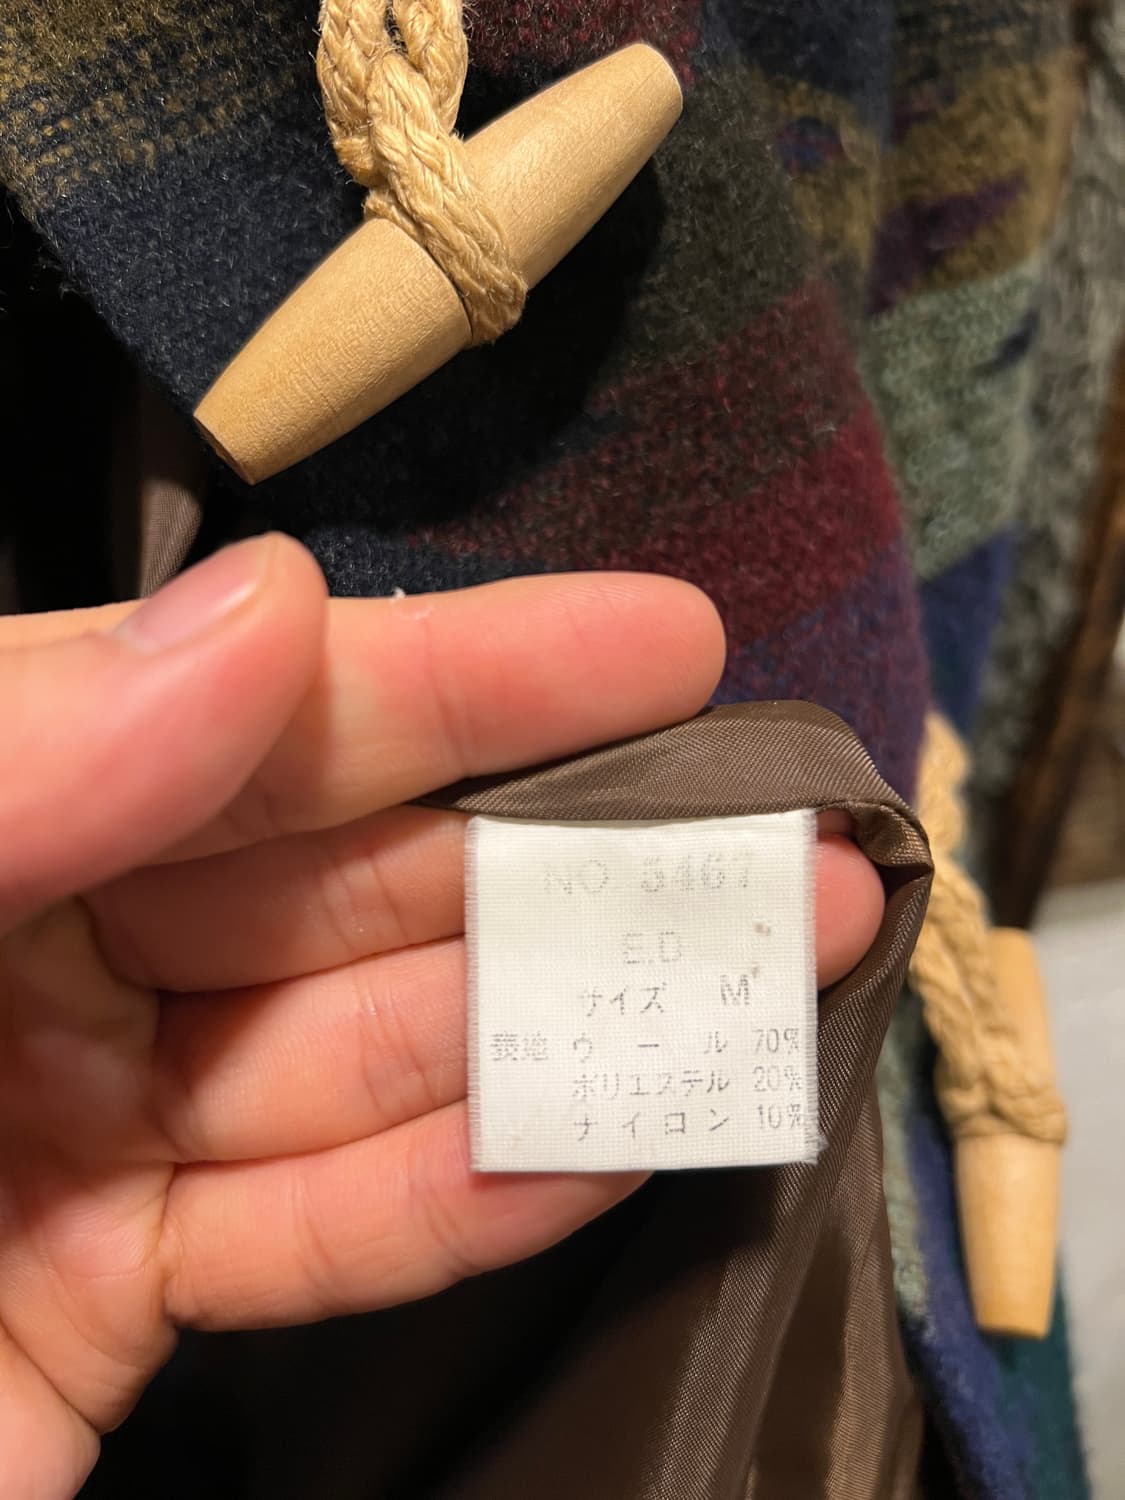 NO. 5467
E.D
サイズ M
表地 ウール 70%
ポリエステル 20%
ナイロン 10%